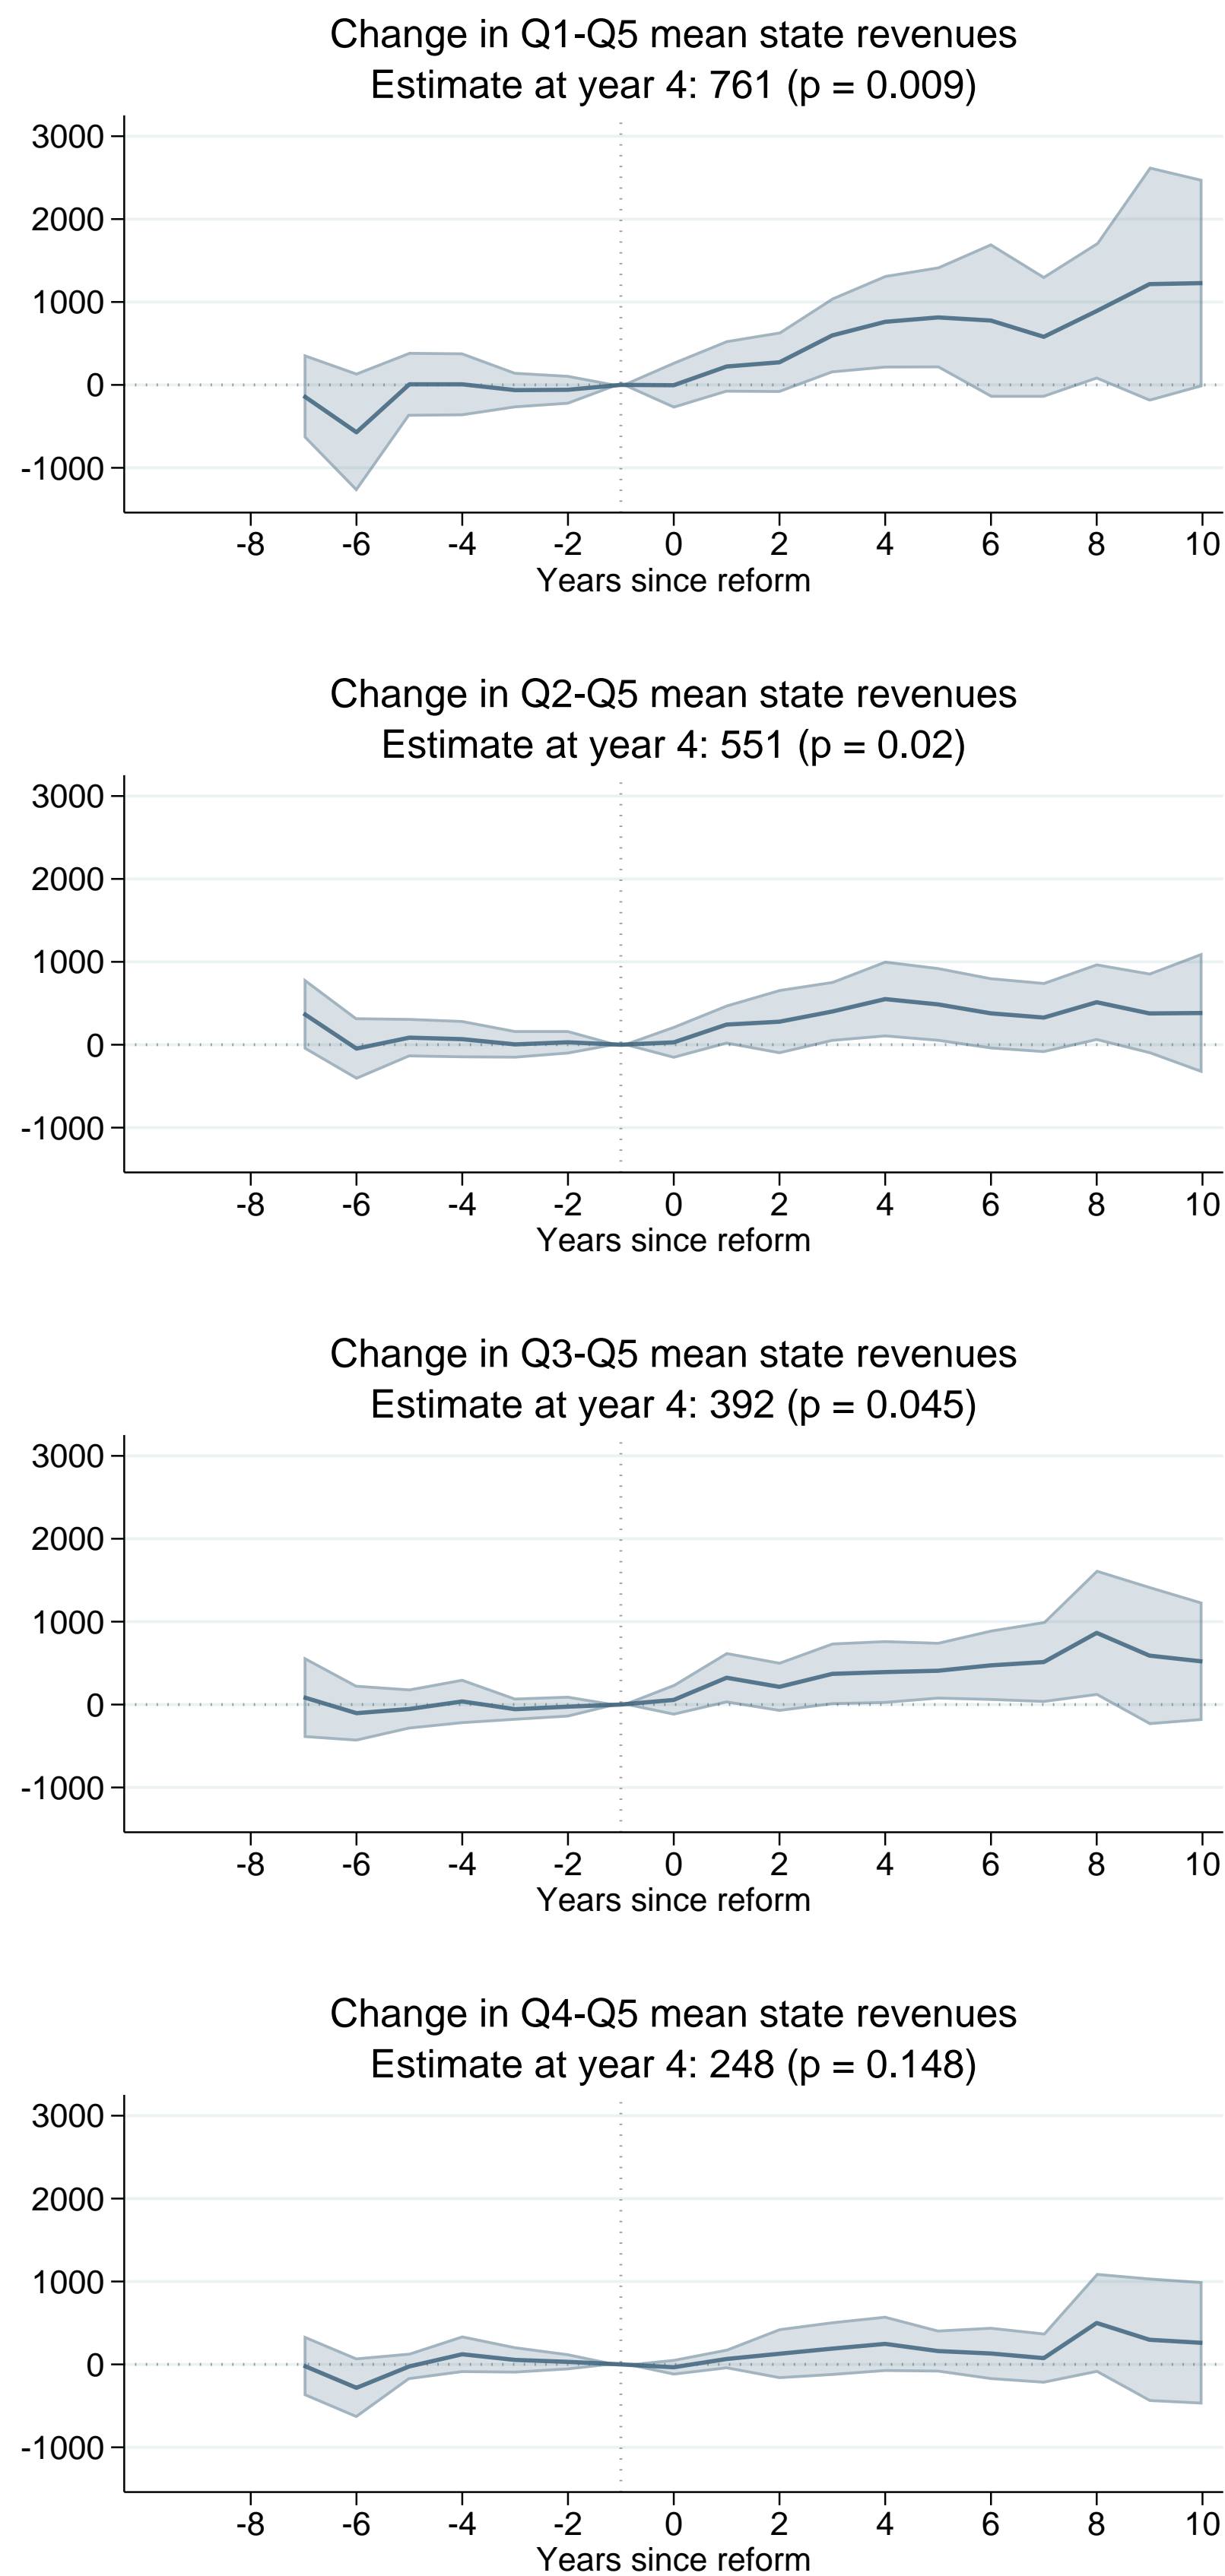 Change in Q1-Q5 mean state revenues
Estimate at year 4: 761 (p = 0.009)
3000
2000
1000
0
-1000
-8 -6 -4 -2 0 2 4 6 8 10
Years since reform
Change in Q2-Q5 mean state revenues
Estimate at year 4: 551 (p = 0.02)
3000
2000
1000
0
-1000
-8 -6 -4 -2 0 2 4 6 8 10
Years since reform
Change in Q3-Q5 mean state revenues
Estimate at year 4: 392 (p = 0.045)
3000
2000
1000
0
-1000
-8 -6 -4 -2 0 2 4 6 8 10
Years since reform
Change in Q4-Q5 mean state revenues
Estimate at year 4: 248 (p = 0.148)
3000
2000
1000
0
-1000
-8 -6 -4 -2 0 2 4 6 8 10
Years since reform